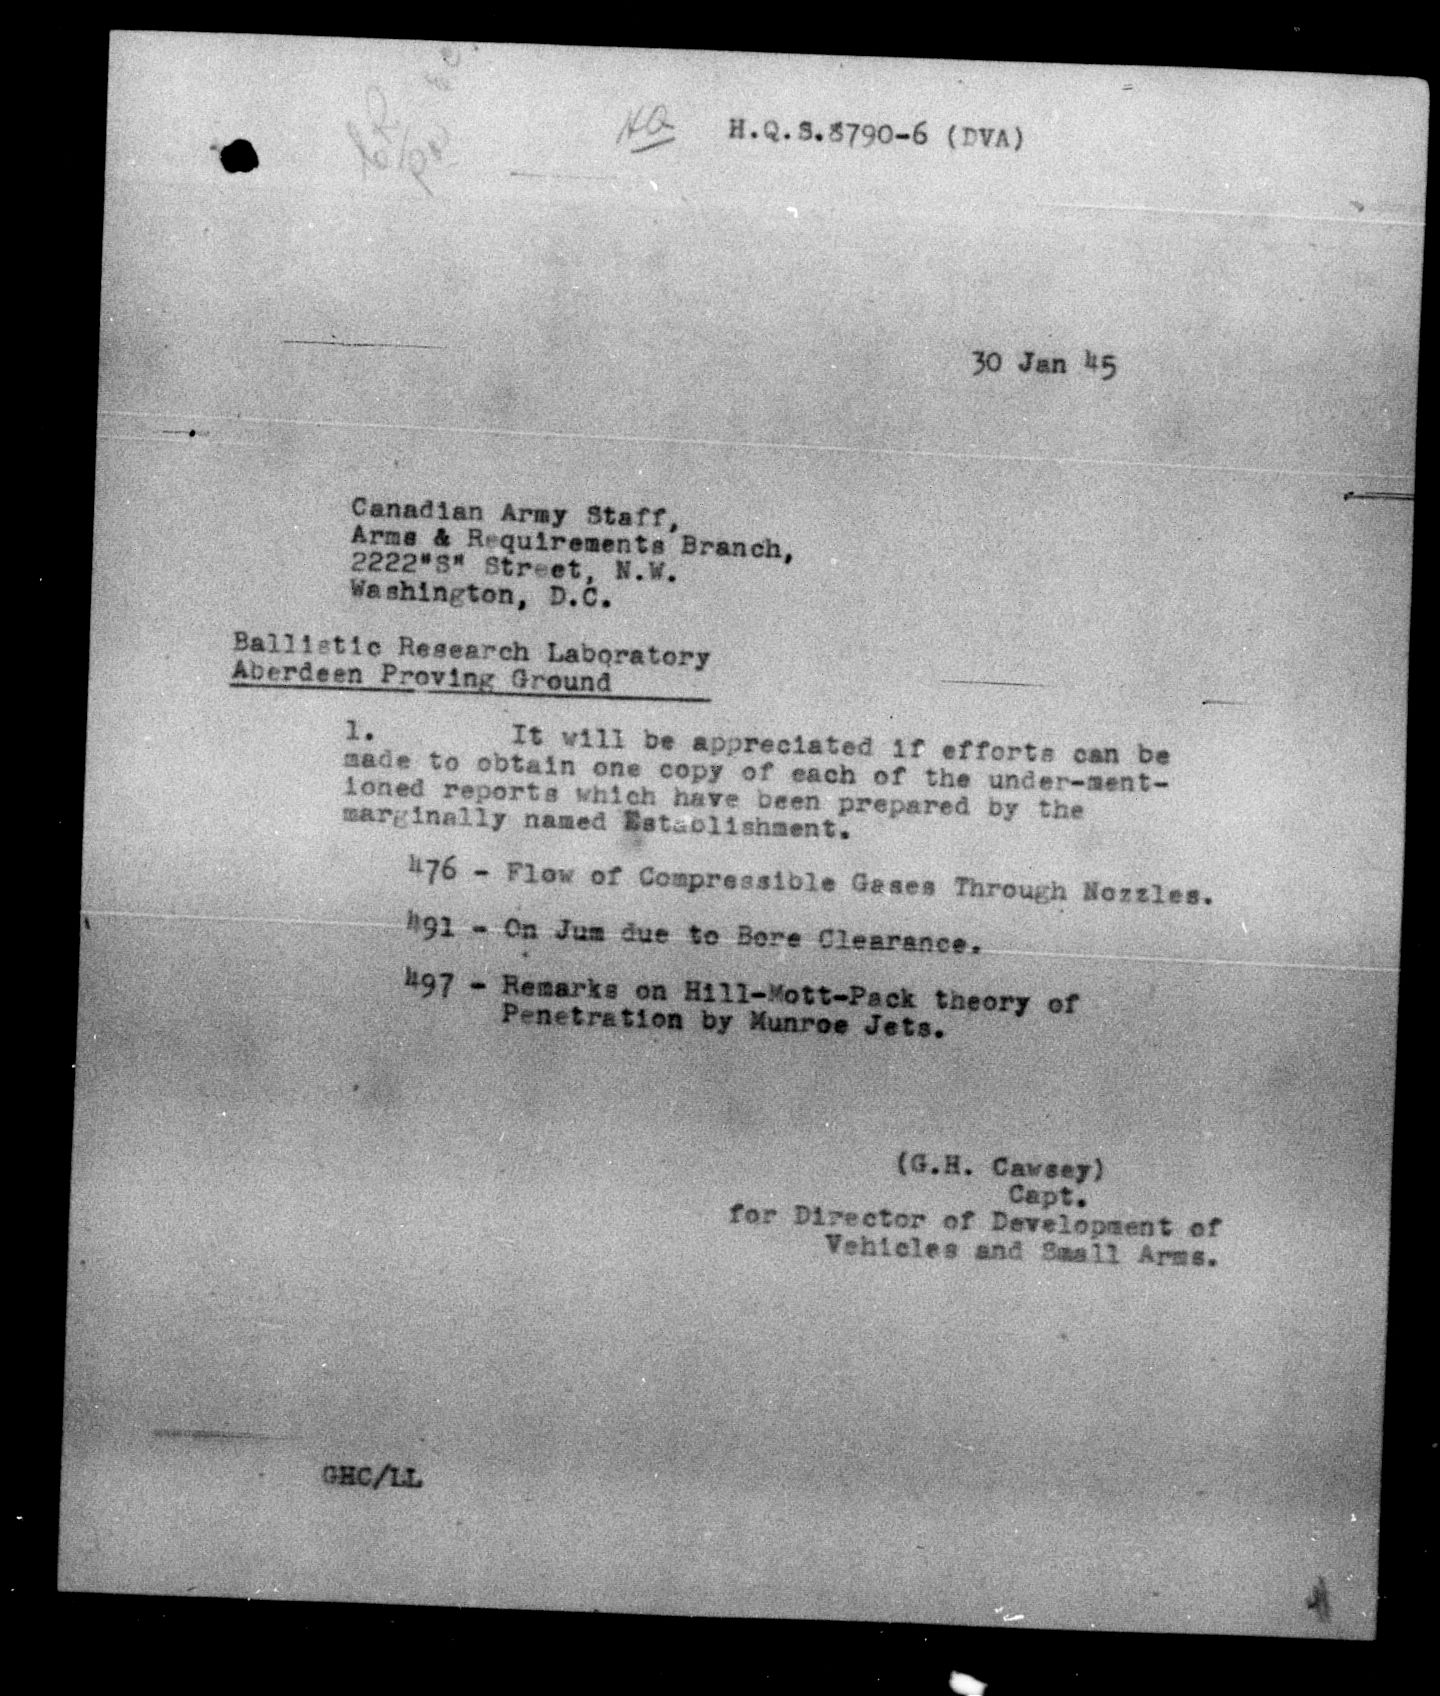 H.Q.S.8790-6 (DVA)
30 Jan 45
Canadian Army Staff,
Arms & Requirements Branch,
2222"S" Street, N.W.
Washington, D.C.
Ballistic Research Laboratory
Aberdeen Proving Ground
1. It will be appreciated if efforts can be
made to obtain one copy of each of the under-ment-
ioned reports which have been prepared by the
marginally named Establishment.
476 - Flow of Compressible Gases Through Nozzles.
491 - On Jum due to Bore Clearance.
497 - Remarks on Hill-Mott-Pack theory of
Penetration by Munroe Jets.
(G.H. Cawsey)
Capt.
for Director of Development of
Vehicles and Small Arms.
GHC/LL